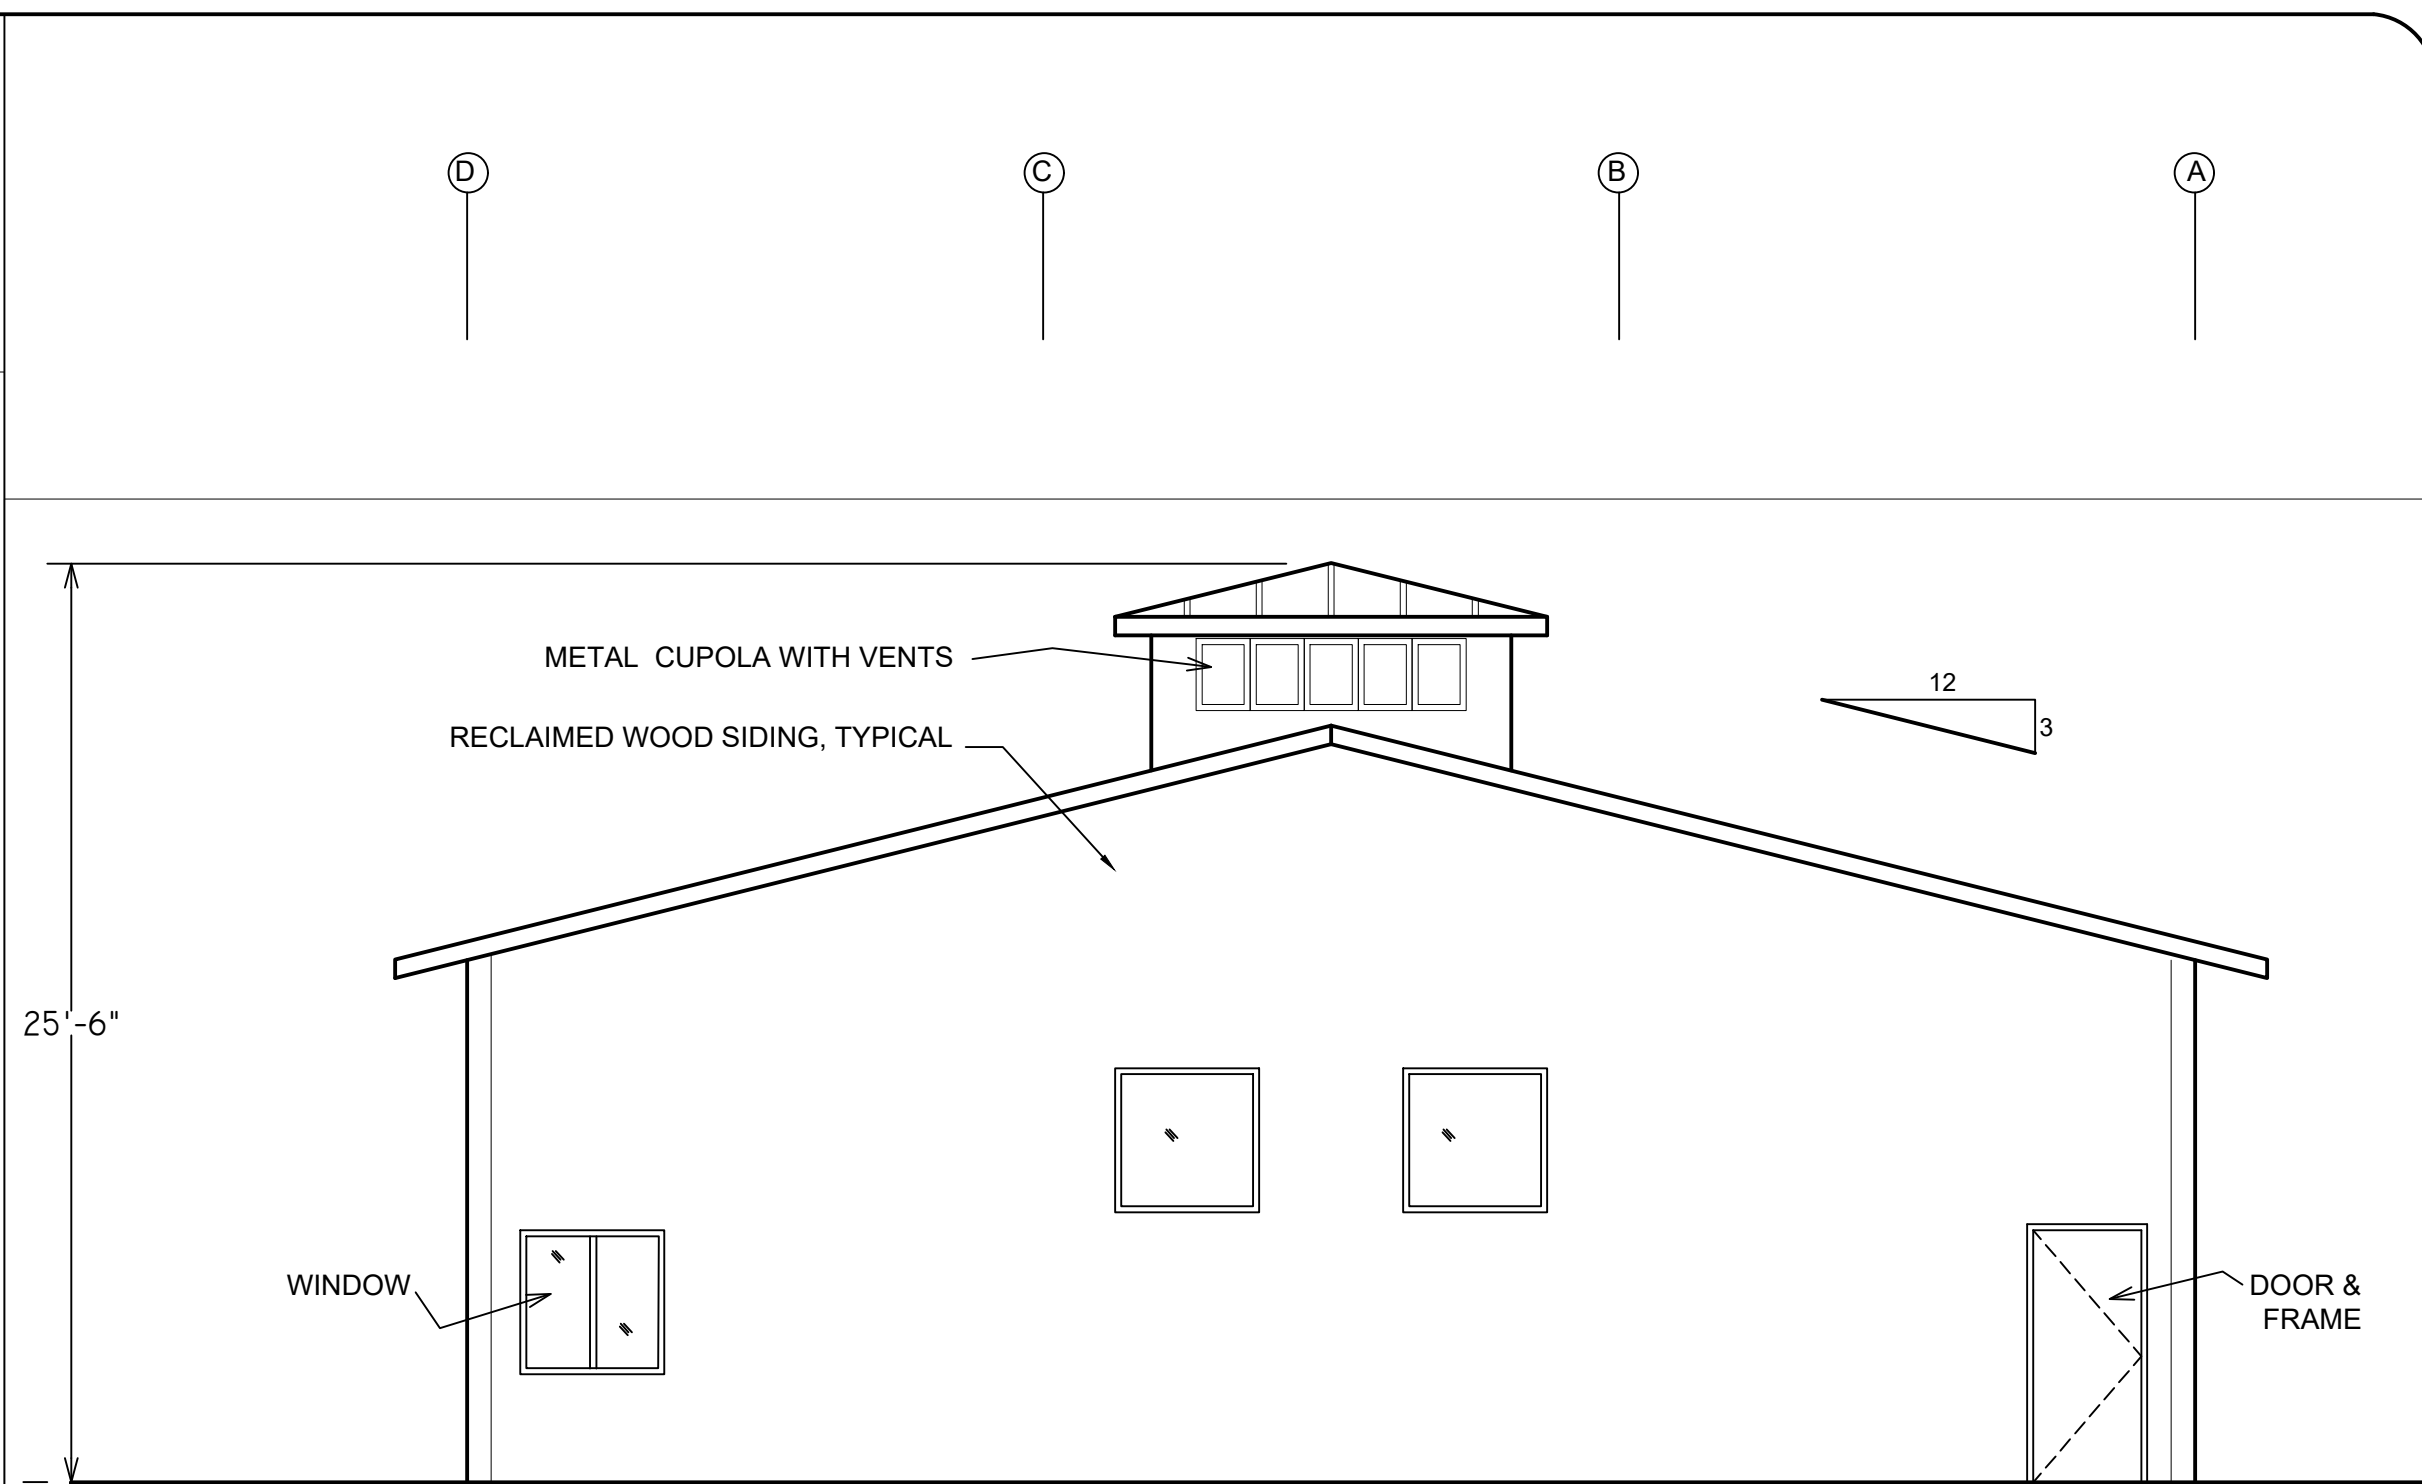 D
C
B
A
METAL CUPOLA WITH VENTS
12
3
RECLAIMED WOOD SIDING, TYPICAL
25'-6"
WINDOW
DOOR &
FRAME